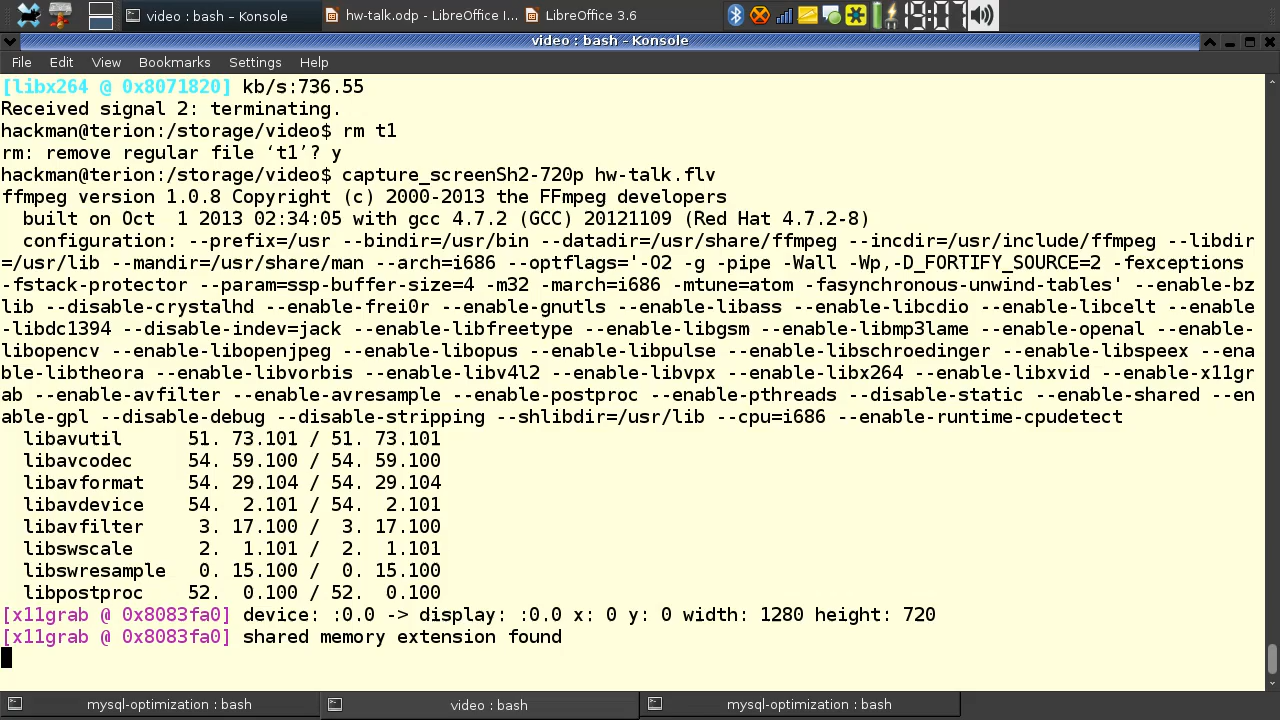 video : bash – Konsole
hw-talk.odp - LibreOffice I...
LibreOffice 3.6
19:07
video : bash – Konsole
File Edit View Bookmarks Settings Help
[libx264 @ 0x8071820] kb/s:736.55
Received signal 2: terminating.
hackman@terion:/storage/video$ rm t1
rm: remove regular file ‘t1’? y
hackman@terion:/storage/video$ capture_screenSh2-720p hw-talk.flv
ffmpeg version 1.0.8 Copyright (c) 2000-2013 the FFmpeg developers
  built on Oct  1 2013 02:34:05 with gcc 4.7.2 (GCC) 20121109 (Red Hat 4.7.2-8)
  configuration: --prefix=/usr --bindir=/usr/bin --datadir=/usr/share/ffmpeg --incdir=/usr/include/ffmpeg --libdir
=/usr/lib --mandir=/usr/share/man --arch=i686 --optflags='-O2 -g -pipe -Wall -Wp,-D_FORTIFY_SOURCE=2 -fexceptions
-fstack-protector --param=ssp-buffer-size=4 -m32 -march=i686 -mtune=atom -fasynchronous-unwind-tables' --enable-bz
lib --disable-crystalhd --enable-frei0r --enable-gnutls --enable-libass --enable-libcdio --enable-libcelt --enable
-libdc1394 --disable-indev=jack --enable-libfreetype --enable-libgsm --enable-libmp3lame --enable-openal --enable-
libopencv --enable-libopenjpeg --enable-libopus --enable-libpulse --enable-libschroedinger --enable-libspeex --ena
ble-libtheora --enable-libvorbis --enable-libv4l2 --enable-libvpx --enable-libx264 --enable-libxvid --enable-x11gr
ab --enable-avfilter --enable-avresample --enable-postproc --enable-pthreads --disable-static --enable-shared --en
able-gpl --disable-debug --disable-stripping --shlibdir=/usr/lib --cpu=i686 --enable-runtime-cpudetect
  libavutil      51. 73.101 / 51. 73.101
  libavcodec     54. 59.100 / 54. 59.100
  libavformat    54. 29.104 / 54. 29.104
  libavdevice    54.  2.101 / 54.  2.101
  libavfilter     3. 17.100 /  3. 17.100
  libswscale      2.  1.101 /  2.  1.101
  libswresample   0. 15.100 /  0. 15.100
  libpostproc    52.  0.100 / 52.  0.100
[x11grab @ 0x8083fa0] device: :0.0 -> display: :0.0 x: 0 y: 0 width: 1280 height: 720
[x11grab @ 0x8083fa0] shared memory extension found
mysql-optimization : bash
video : bash
mysql-optimization : bash